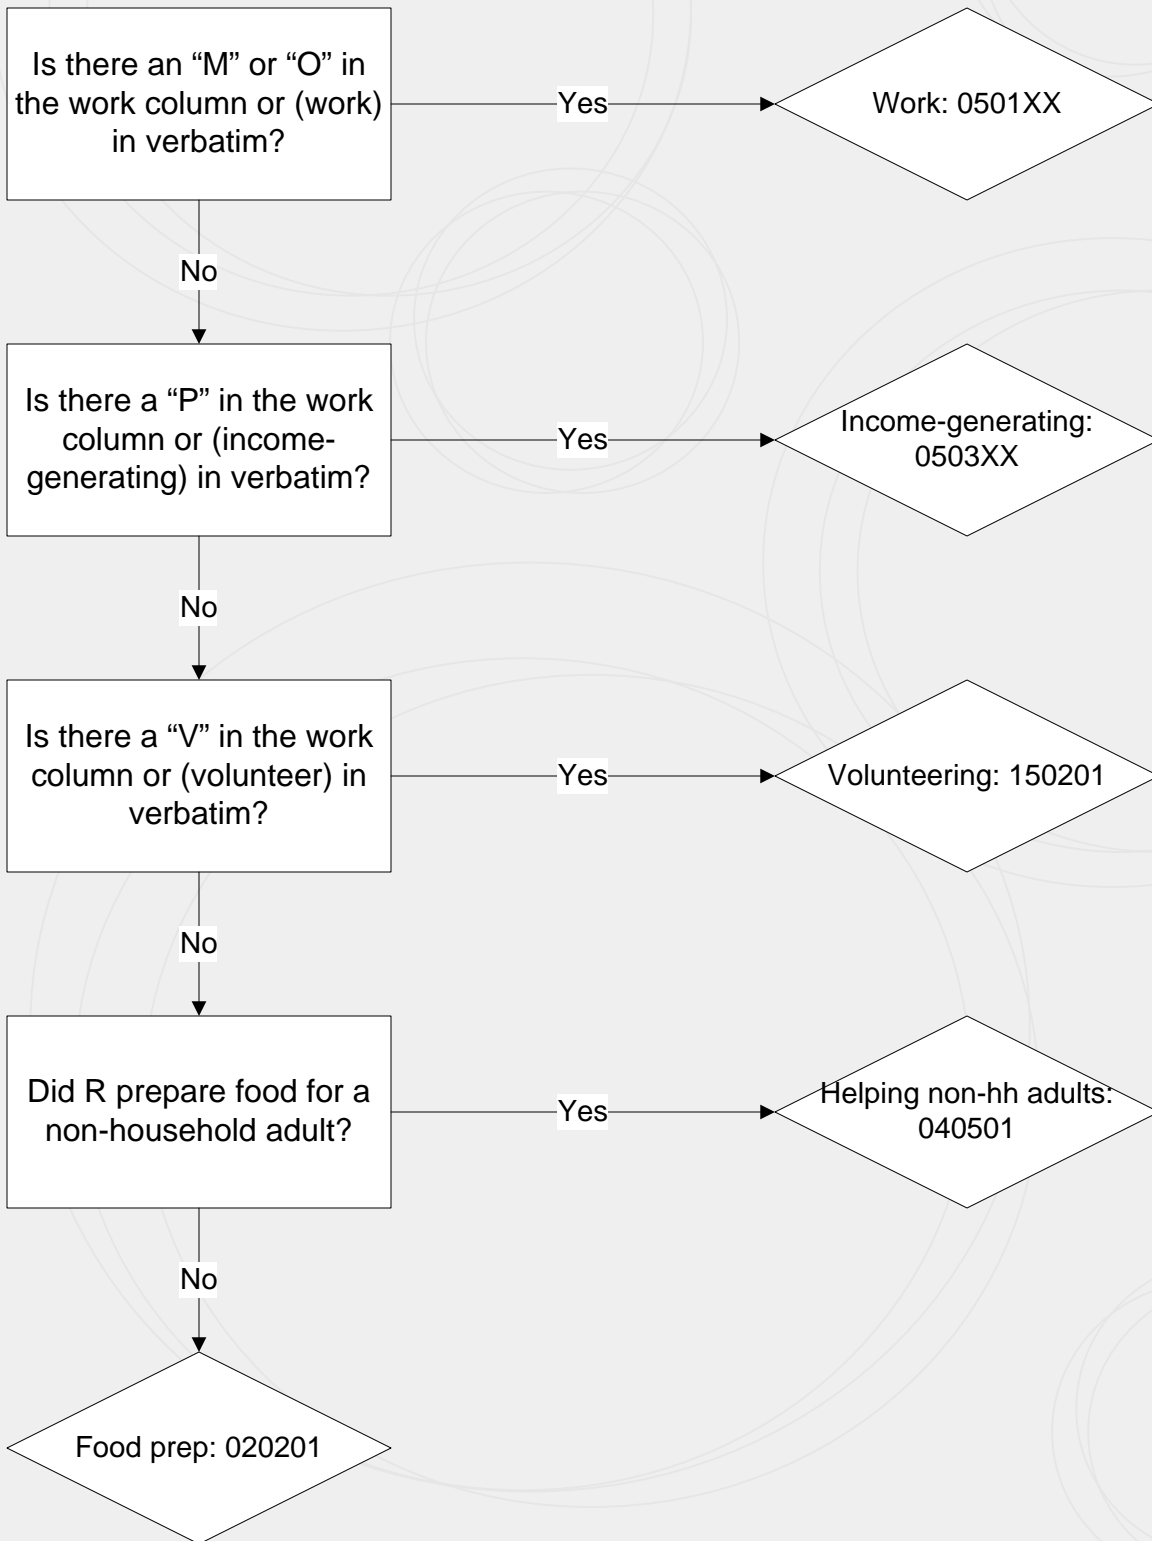 Is there an “M” or “O” in
the work column or (work)
in verbatim?
Yes
Work: 0501XX
No
Is there a “P” in the work
column or (income-
generating) in verbatim?
Yes
Income-generating:
0503XX
No
Is there a “V” in the work
column or (volunteer) in
verbatim?
Yes
Volunteering: 150201
No
Did R prepare food for a
non-household adult?
Yes
Helping non-hh adults:
040501
No
Food prep: 020201